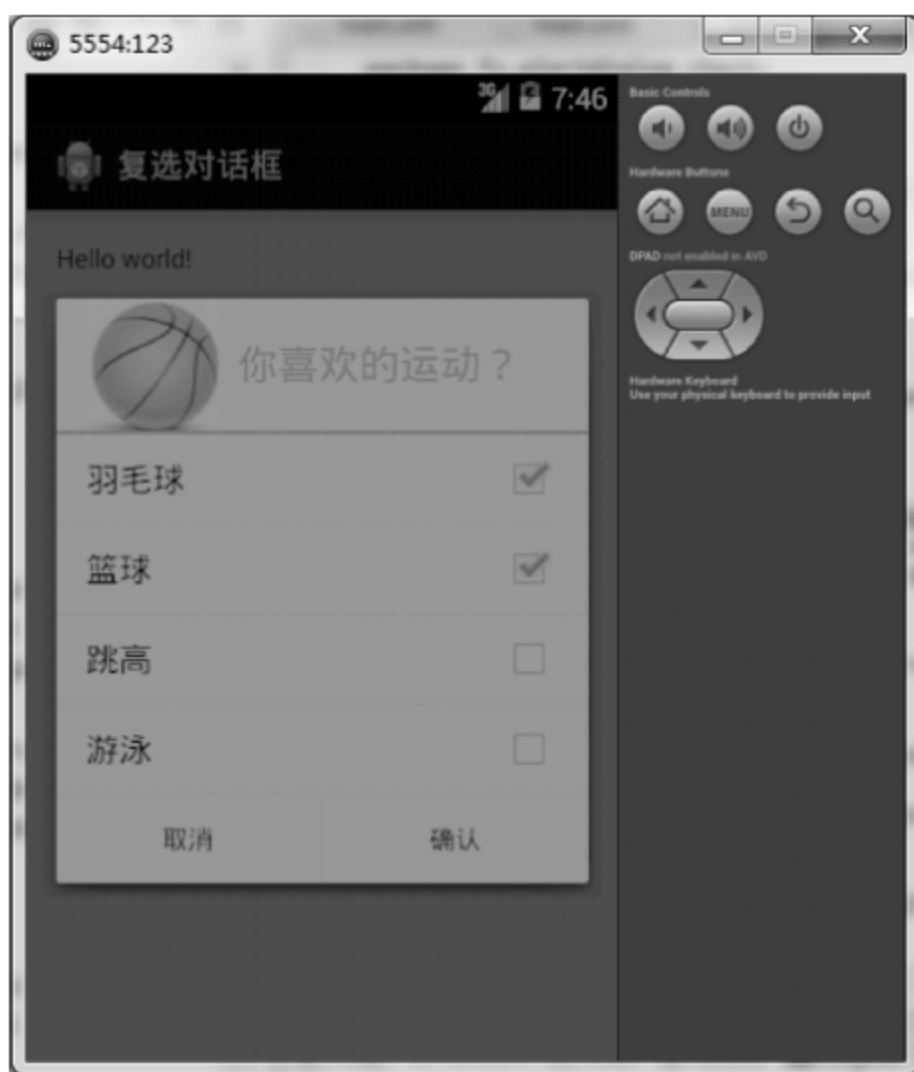 5554:123
3G 7:46
复选对话框
Hello world!
你喜欢的运动？
羽毛球
篮球
跳高
游泳
取消
确认
Basic Controls
Hardware Buttons
MENU
DPAD not enabled in AVD
Hardware Keyboard
Use your physical keyboard to provide input